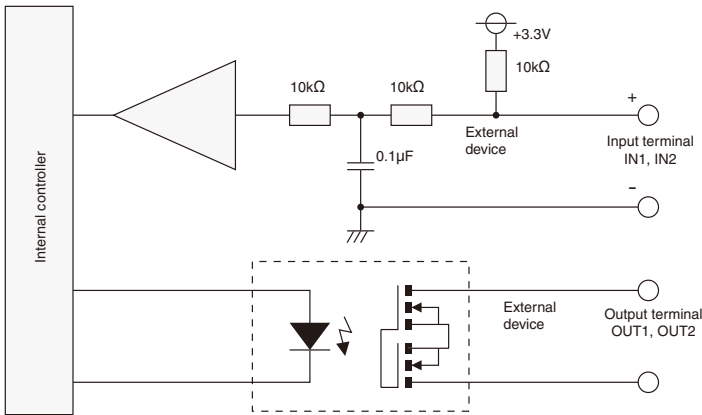 +3.3V
10kΩ
10kΩ
10kΩ
+
External
device
Input terminal
IN1, IN2
0.1μF
-
Internal controller
External
device
Output terminal
OUT1, OUT2